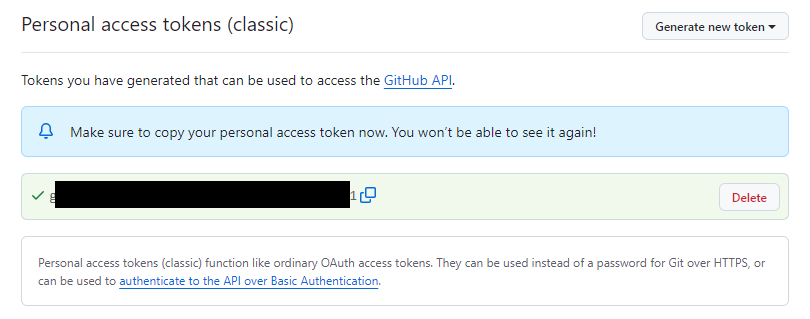 Personal access tokens (classic)
Generate new token
Tokens you have generated that can be used to access the GitHub API.
Make sure to copy your personal access token now. You won't be able to see it again!
1
Delete
Personal access tokens (classic) function like ordinary OAuth access tokens. They can be used instead of a password for Git over HTTPS, or
can be used to authenticate to the API over Basic Authentication.